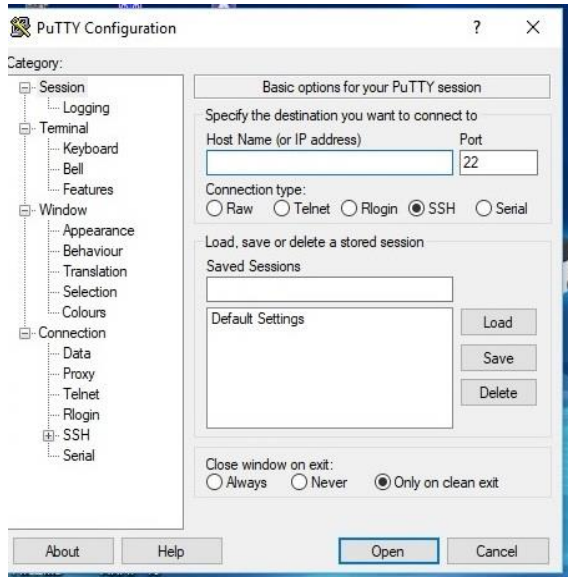 PuTTY Configuration
?
Category:
Session
Logging
Terminal
Keyboard
Bell
Features
Window
Appearance
Behaviour
Translation
Selection
Colours
Connection
Data
Proxy
Telnet
Rlogin
SSH
Serial
Basic options for your PuTTY session
Specify the destination you want to connect to
Host Name (or IP address) Port
22
Connection type:
Raw Telnet Rlogin SSH Serial
Load, save or delete a stored session
Saved Sessions
Default Settings
Load
Save
Delete
Close window on exit:
Always Never Only on clean exit
About Help Open Cancel